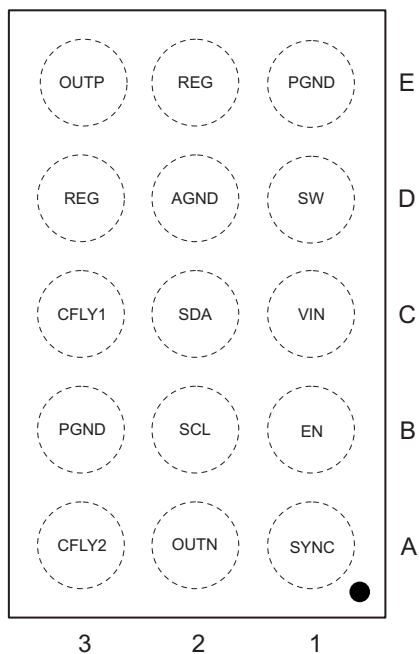 OUTP REG PGND E
REG AGND SW D
CFLY1 SDA VIN C
PGND SCL EN B
CFLY2 OUTN SYNC A
3 2 1